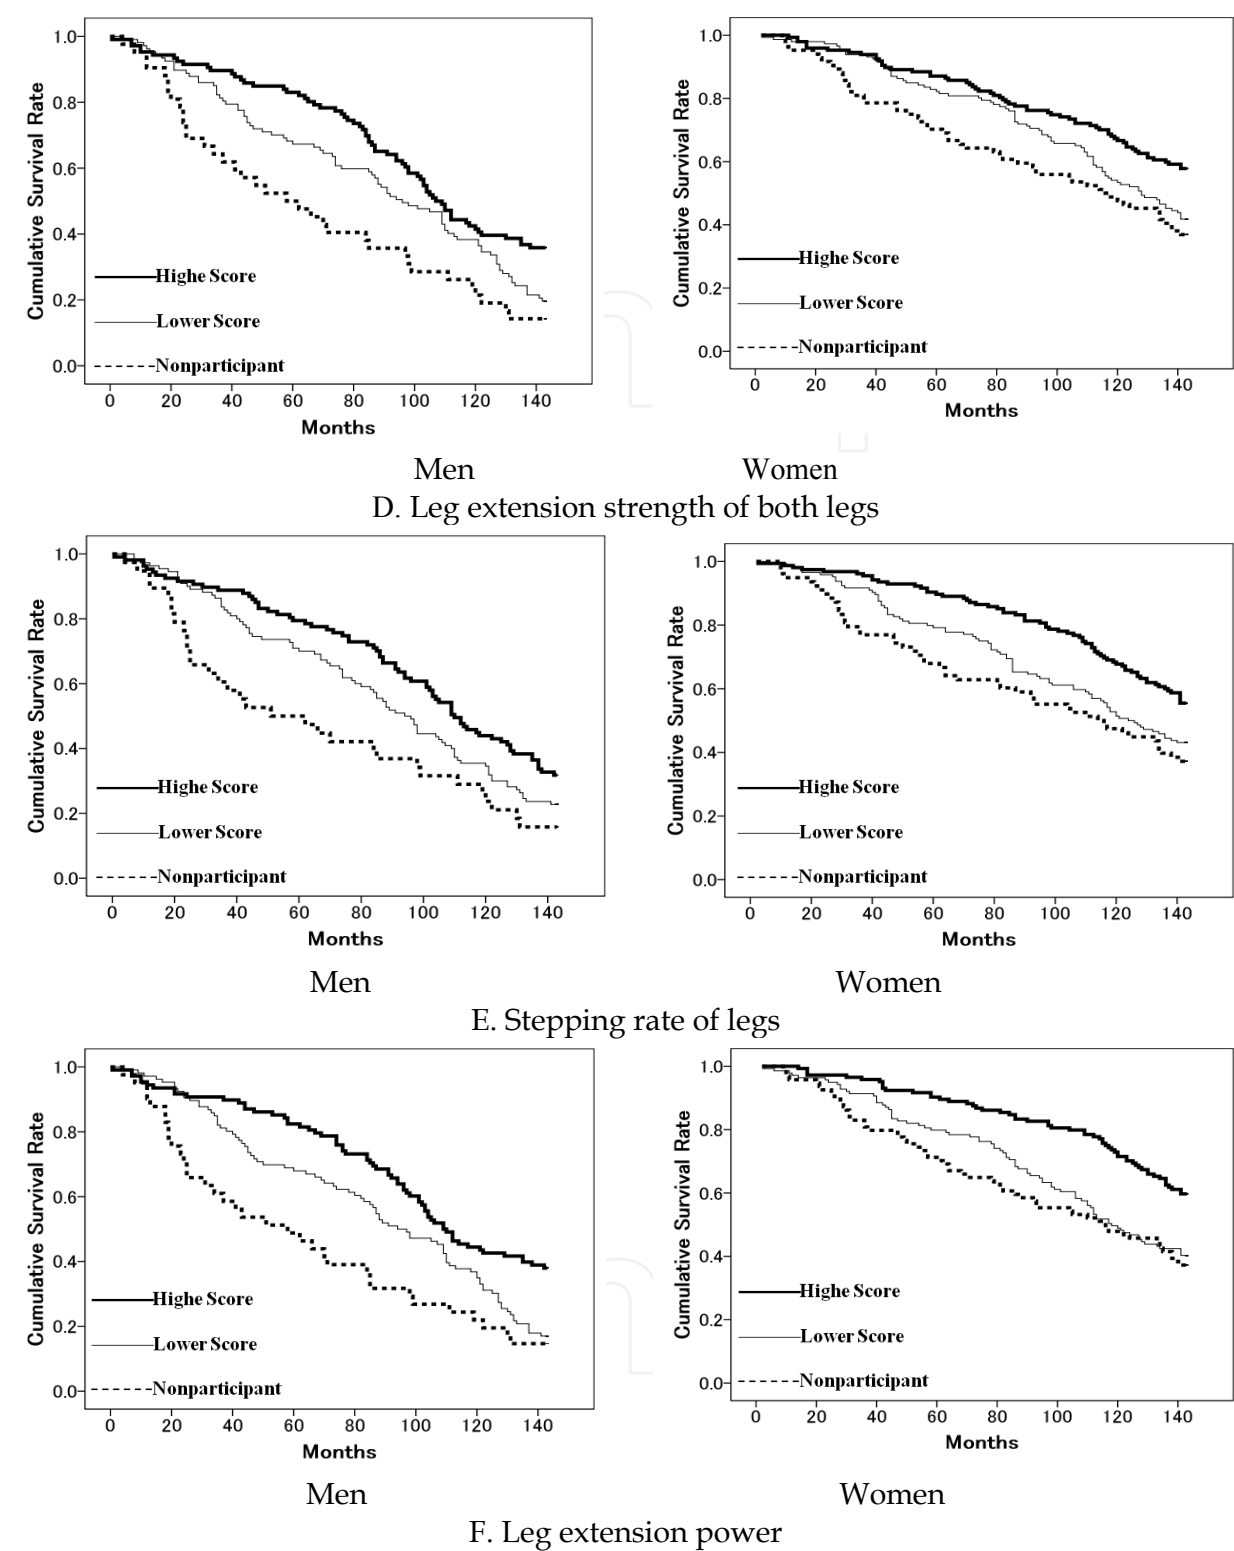 1.0
0.8
0.6
0.4
0.2
0.0
Cumulative Survival Rate
Highe Score
Lower Score
Nonparticipant
0 20 40 60 80 100 120 140
Months
1.0
0.8
0.6
0.4
0.2
0.0
Cumulative Survival Rate
Highe Score
Lower Score
Nonparticipant
0 20 40 60 80 100 120 140
Months
Men Women
D. Leg extension strength of both legs
1.0
0.8
0.6
0.4
0.2
0.0
Cumulative Survival Rate
Highe Score
Lower Score
Nonparticipant
0 20 40 60 80 100 120 140
Months
1.0
0.8
0.6
0.4
0.2
0.0
Cumulative Survival Rate
Highe Score
Lower Score
Nonparticipant
0 20 40 60 80 100 120 140
Months
Men Women
E. Stepping rate of legs
1.0
0.8
0.6
0.4
0.2
0.0
Cumulative Survival Rate
Highe Score
Lower Score
Nonparticipant
0 20 40 60 80 100 120 140
Months
1.0
0.8
0.6
0.4
0.2
0.0
Cumulative Survival Rate
Highe Score
Lower Score
Nonparticipant
0 20 40 60 80 100 120 140
Months
Men Women
F. Leg extension power